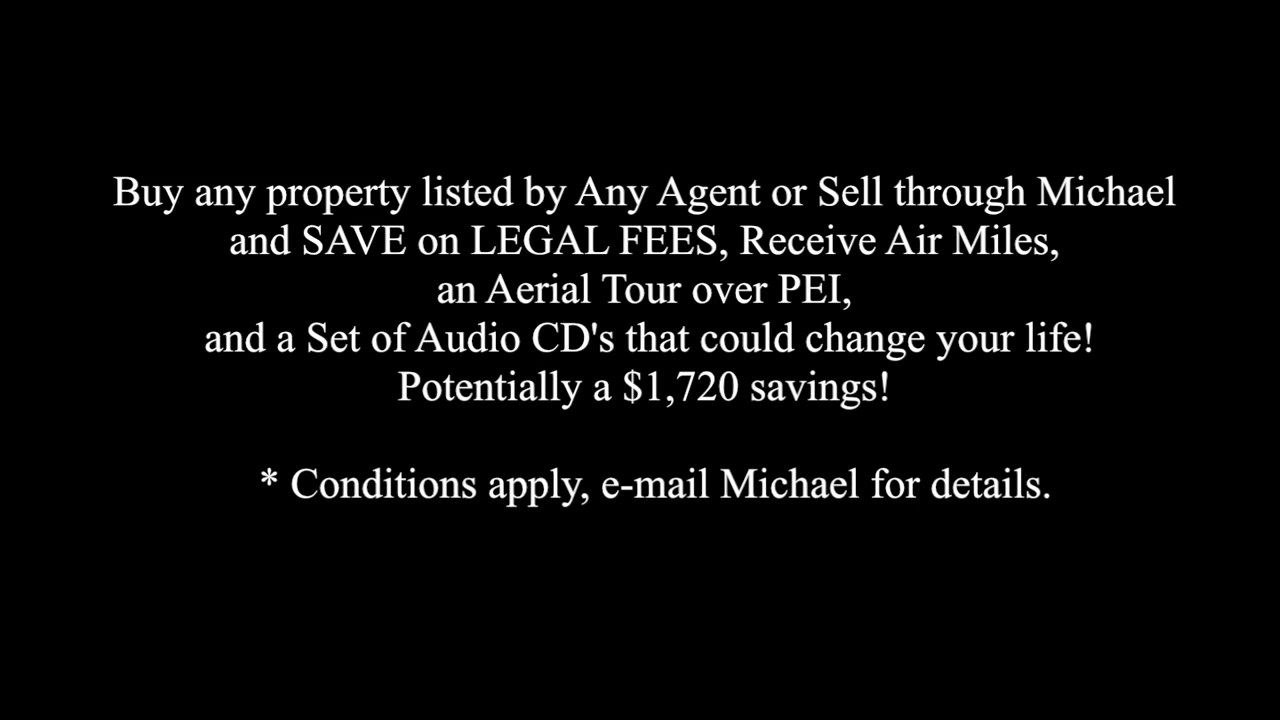 Buy any property listed by Any Agent or Sell through Michael
and SAVE on LEGAL FEES, Receive Air Miles,
an Aerial Tour over PEI,
and a Set of Audio CD's that could change your life!
Potentially a $1,720 savings!
* Conditions apply, e-mail Michael for details.